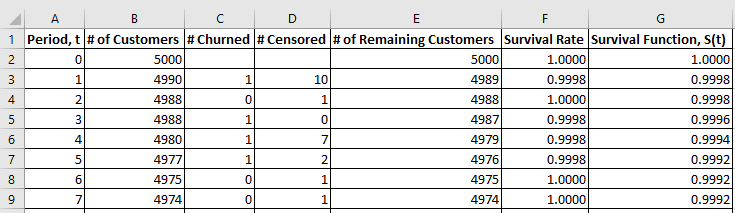 A B C D E F G
1 Period, t # of Customers # Churned # Censored # of Remaining Customers Survival Rate Survival Function, S(t)
2 0 5000 5000 1.0000 1.0000
3 1 4990 1 10 4989 0.9998 0.9998
4 2 4988 0 1 4988 1.0000 0.9998
5 3 4988 1 0 4987 0.9998 0.9996
6 4 4980 1 7 4979 0.9998 0.9994
7 5 4977 1 2 4976 0.9998 0.9992
8 6 4975 0 1 4975 1.0000 0.9992
9 7 4974 0 1 4974 1.0000 0.9992